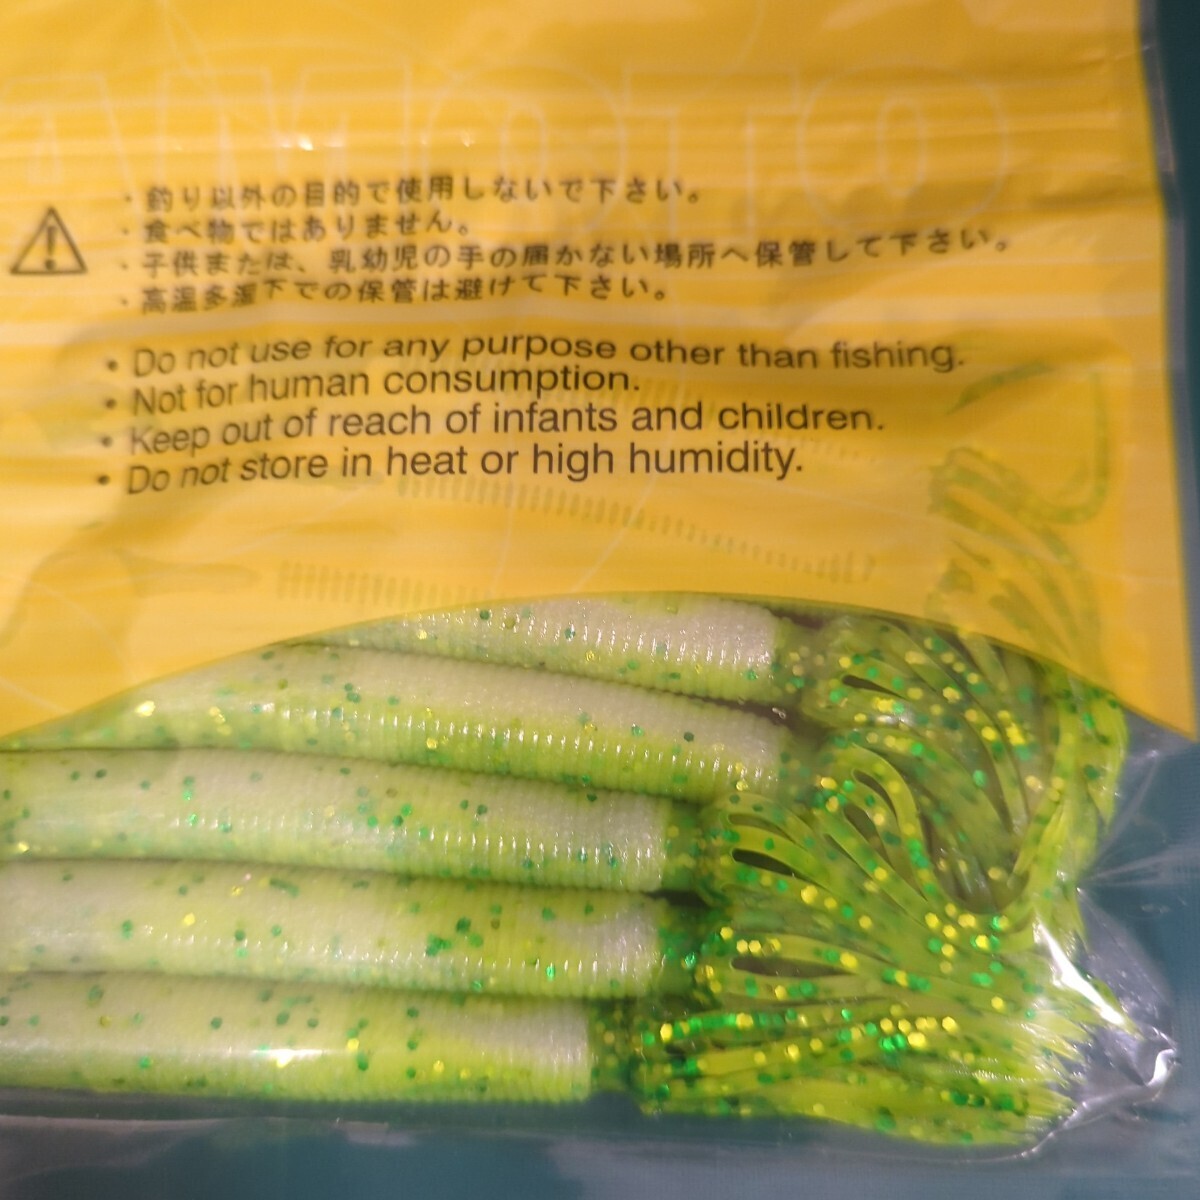 ・釣り以外の目的で使用しないで下さい。
・食べ物ではありません。
・子供または、乳幼児の手の届かない場所へ保管して下さい。
・高温多湿下での保管は避けて下さい。
• Do not use for any purpose other than fishing.
• Not for human consumption.
• Keep out of reach of infants and children.
• Do not store in heat or high humidity.